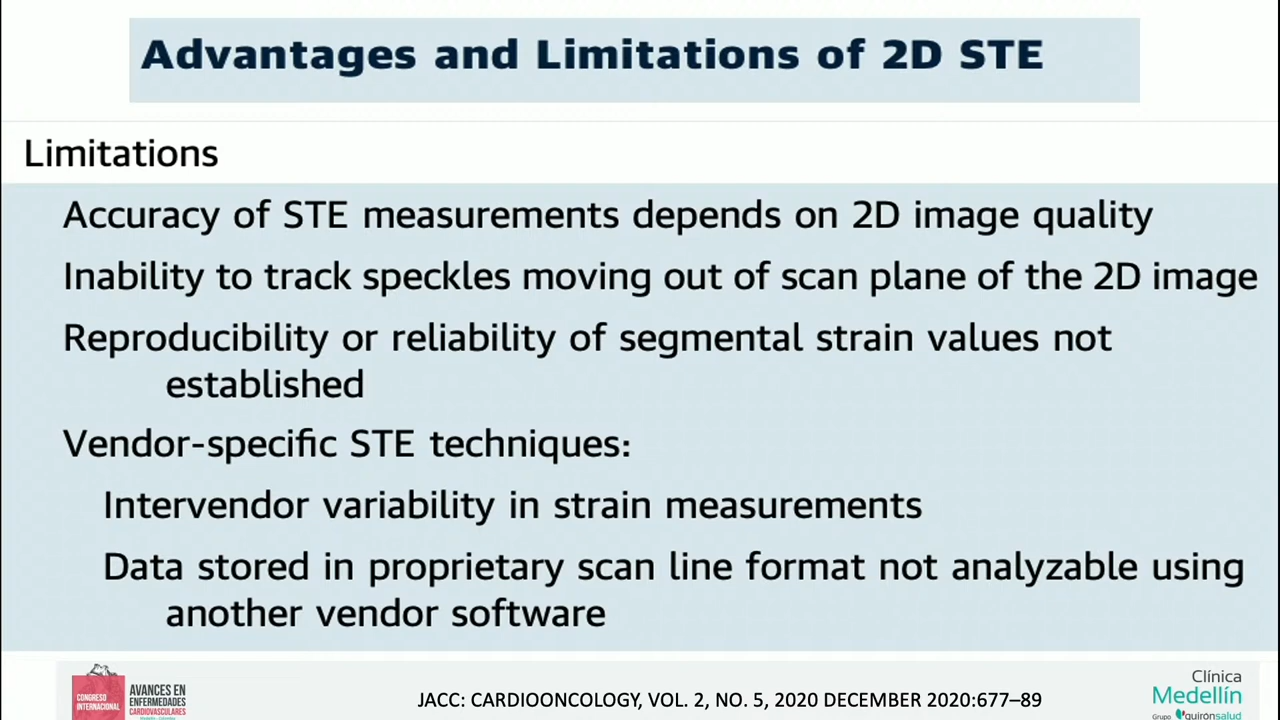 Advantages and Limitations of 2D STE
Limitations
Accuracy of STE measurements depends on 2D image quality
Inability to track speckles moving out of scan plane of the 2D image
Reproducibility or reliability of segmental strain values not
established
Vendor-specific STE techniques:
Intervendor variability in strain measurements
Data stored in proprietary scan line format not analyzable using
another vendor software
CONGRESO
INTERNACIONAL
AVANCES EN
ENFERMEDADES
CARDIOVASCULARES
JACC: CARDIOONCOLOGY, VOL. 2, NO. 5, 2020 DECEMBER 2020:677–89
Clínica
Medellín
Grupo quirónsalud